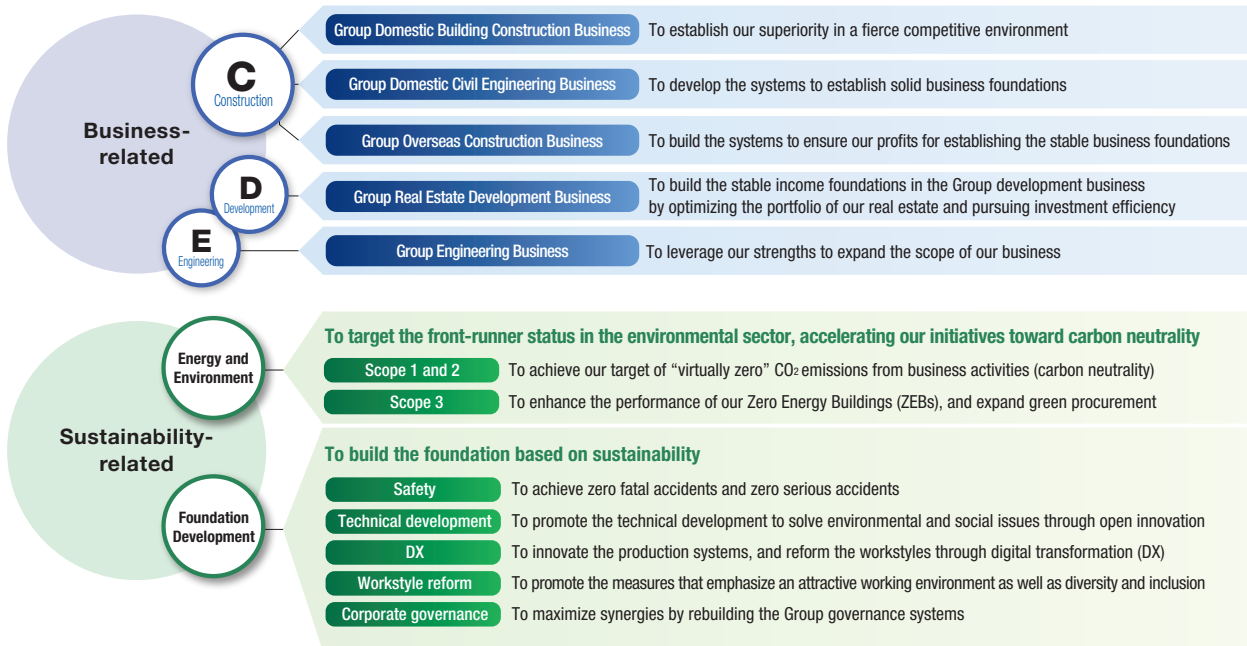 Business-
related
C
Construction
Group Domestic Building Construction Business To establish our superiority in a fierce competitive environment
Group Domestic Civil Engineering Business To develop the systems to establish solid business foundations
Group Overseas Construction Business To build the systems to ensure our profits for establishing the stable business foundations
D
Development
Group Real Estate Development Business To build the stable income foundations in the Group development business
by optimizing the portfolio of our real estate and pursuing investment efficiency
E
Engineering
Group Engineering Business To leverage our strengths to expand the scope of our business
Sustainability-
related
Energy and
Environment
To target the front-runner status in the environmental sector, accelerating our initiatives toward carbon neutrality
Scope 1 and 2 To achieve our target of “virtually zero” CO2 emissions from business activities (carbon neutrality)
Scope 3 To enhance the performance of our Zero Energy Buildings (ZEBs), and expand green procurement
Foundation
Development
To build the foundation based on sustainability
Safety To achieve zero fatal accidents and zero serious accidents
Technical development To promote the technical development to solve environmental and social issues through open innovation
DX To innovate the production systems, and reform the workstyles through digital transformation (DX)
Workstyle reform To promote the measures that emphasize an attractive working environment as well as diversity and inclusion
Corporate governance To maximize synergies by rebuilding the Group governance systems